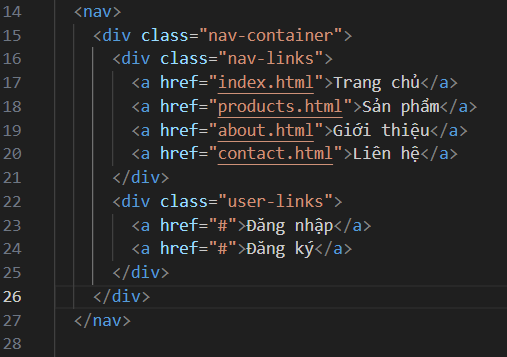 14 <nav>
15 <div class="nav-container">
16 <div class="nav-links">
17 <a href="index.html">Trang chủ</a>
18 <a href="products.html">Sản phẩm</a>
19 <a href="about.html">Giới thiệu</a>
20 <a href="contact.html">Liên hệ</a>
21 </div>
22 <div class="user-links">
23 <a href="#">Đăng nhập</a>
24 <a href="#">Đăng ký</a>
25 </div>
26 </div>
27 </nav>
28